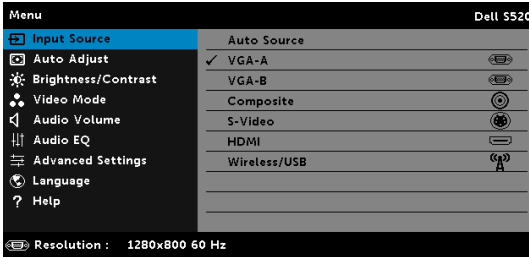 Menu Dell S520
Input Source Auto Source
Auto Adjust VGA-A
Brightness/Contrast VGA-B
Video Mode Composite
Audio Volume S-Video
Audio EQ HDMI
Advanced Settings Wireless/USB
Language
? Help
Resolution : 1280x800 60 Hz